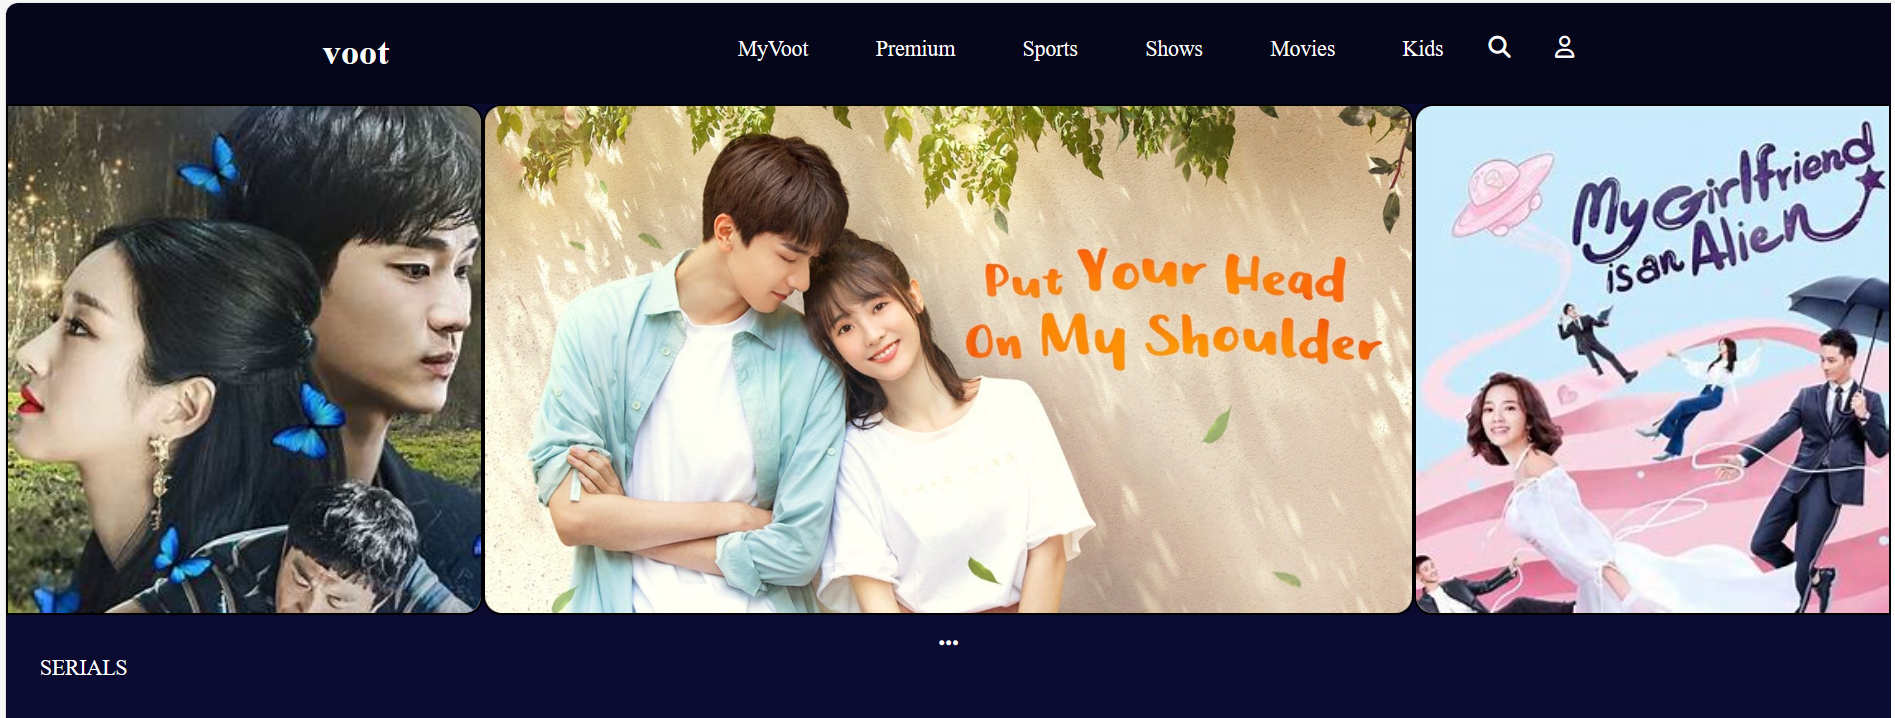 voot
MyVoot
Premium
Sports
Shows
Movies
Kids
Put Your Head
On My Shoulder
My Girlfriend
is an Alien
SERIALS